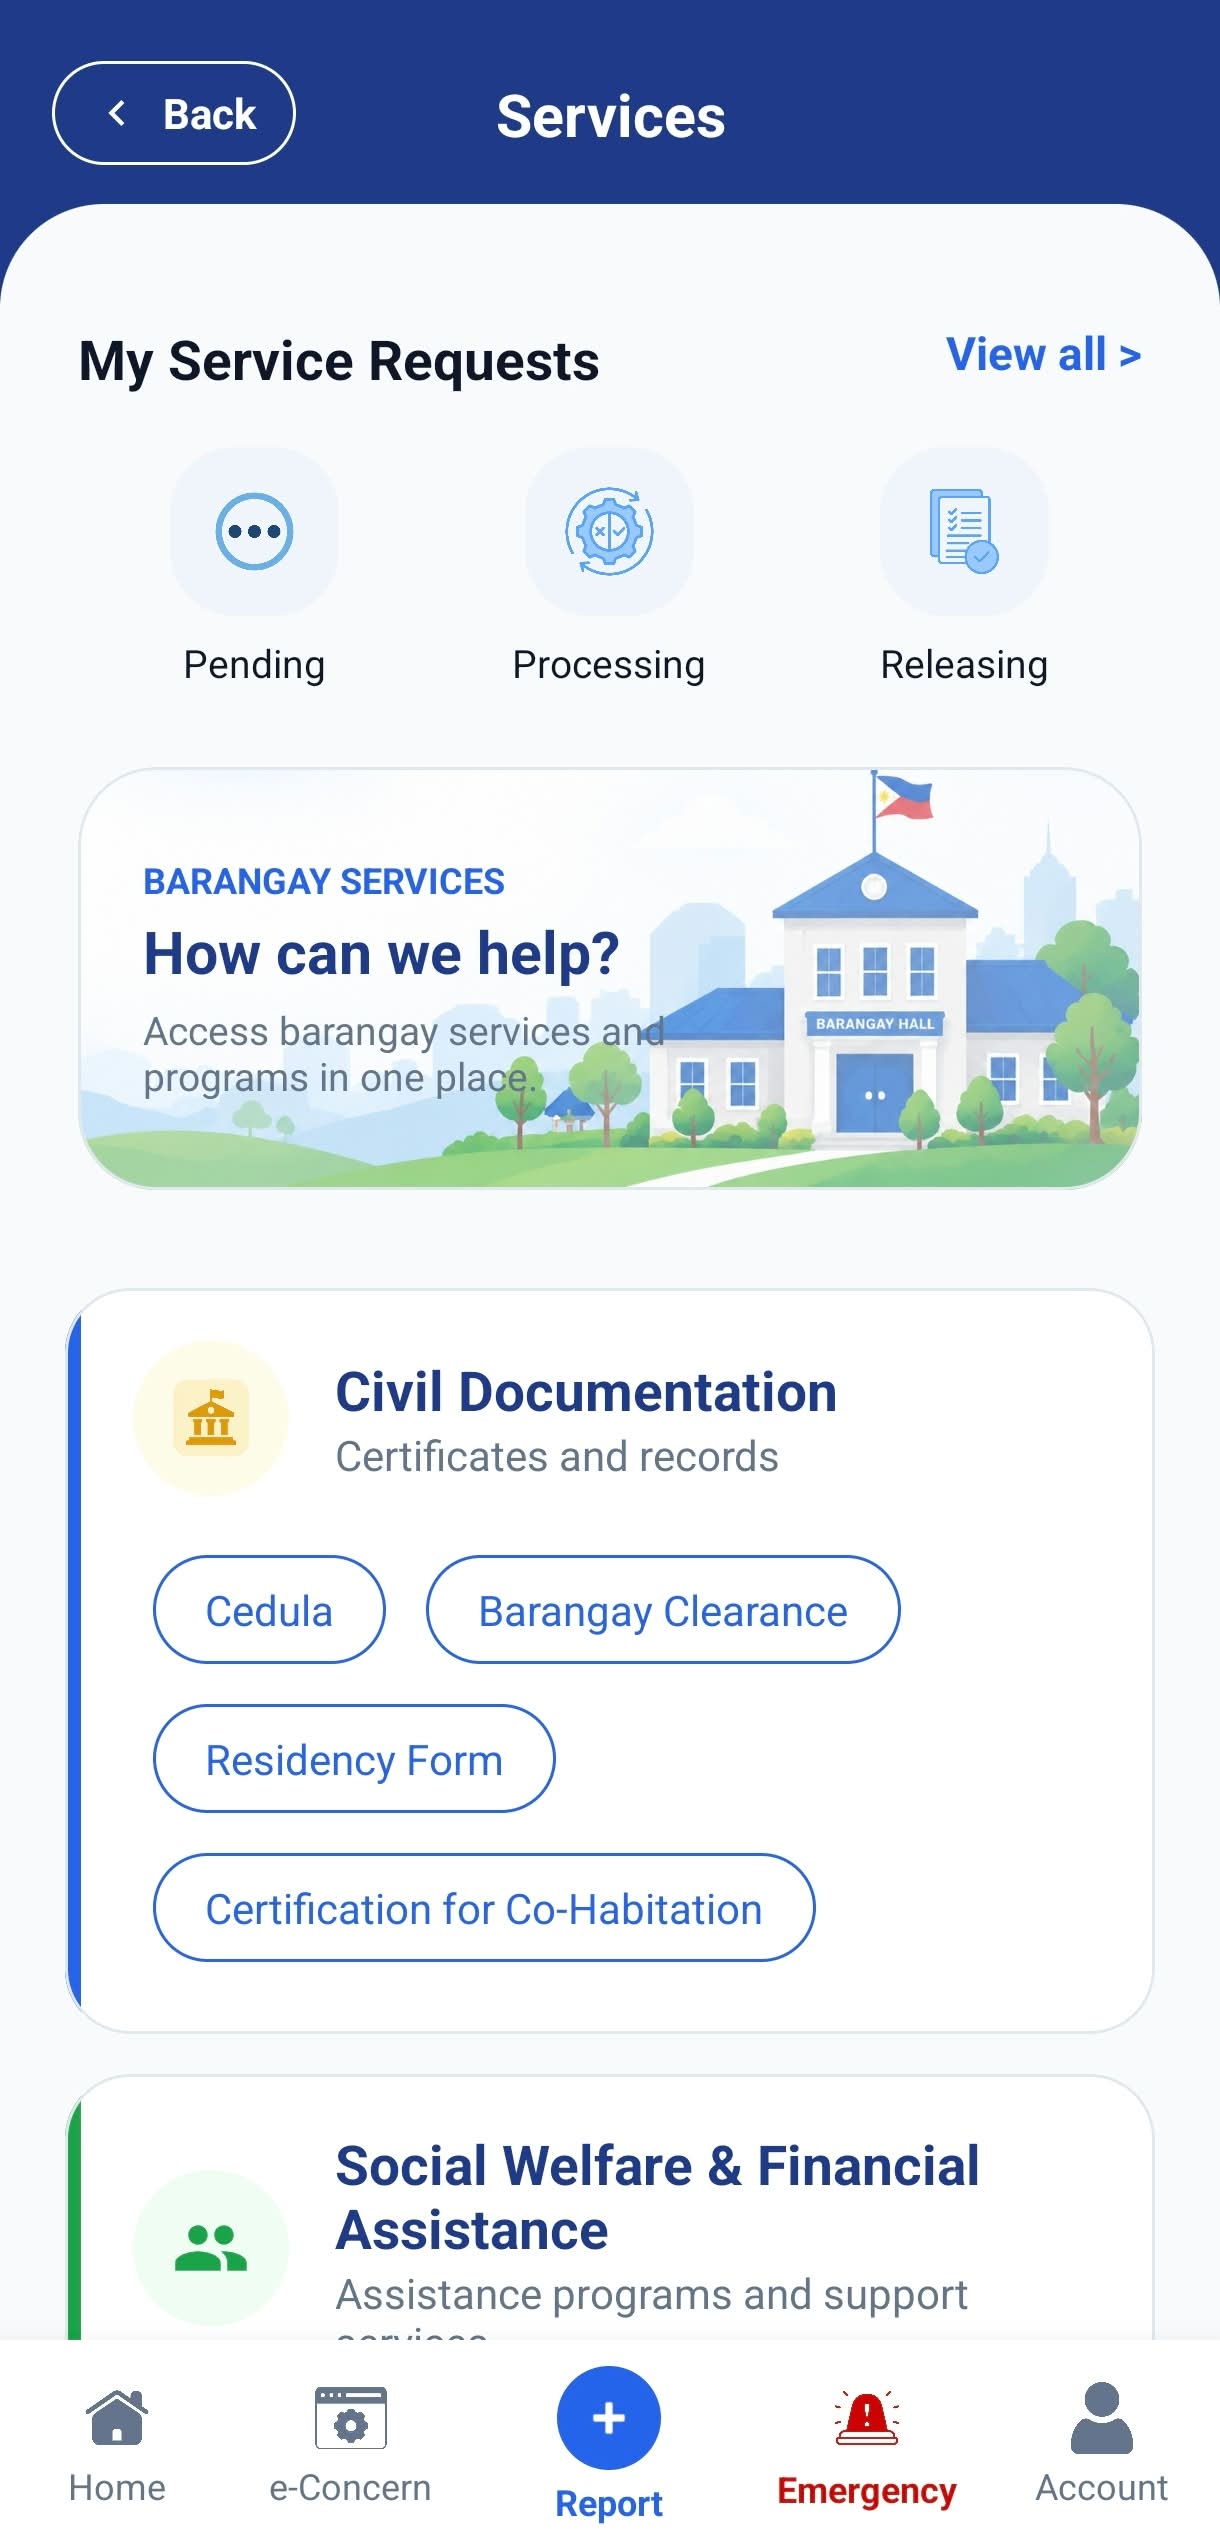 Back
Services
My Service Requests
View all >
Pending
Processing
Releasing
BARANGAY SERVICES
How can we help?
Access barangay services and
programs in one place.
BARANGAY HALL
Civil Documentation
Certificates and records
Cedula
Barangay Clearance
Residency Form
Certification for Co-Habitation
Social Welfare & Financial
Assistance
Assistance programs and support
Home
e-Concern
Report
Emergency
Account